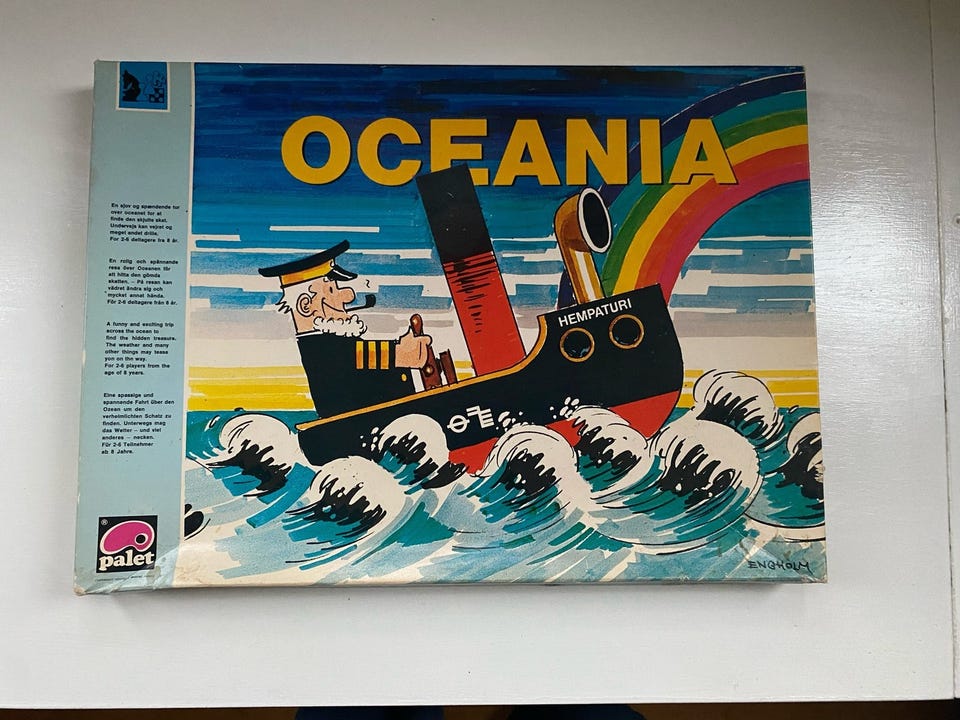 OCEANIA
En sjov og spændende tur
over oceanet for at
finde den skjulte skat.
Undervejs kan vejret og
meget andet drille.
For 2-6 deltagere fra 8 år.
En rolig och spännande
resa över Oceanen för
att hitta den gömda
skatten. – På resan kan
vädret ändra sig och
mycket annat hända.
För 2-6 deltagare från 8 år.
A funny and exciting trip
across the ocean to
find the hidden treasure.
The weather and many
other things may tease
yon on thn way.
For 2-6 players from the
age of 8 years.
Eine spassige und
spannende Fahrt über den
Ozean um den
verheimlichten Schatz zu
finden. Unterwegs mag
das Wetter – und viel
anderes – necken.
Für 2-6 Teilnehmer
ab 8 Jahre.
HEMPATURI
®
palet
ENGHOLM